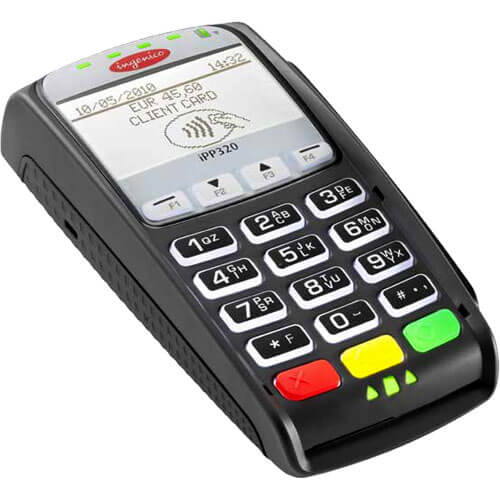 ingenico
10/05/2010 14:32
EUR 45,60
CLIENT CARD
iPP320
F1 F2 F3 F4
1 QZ 2 ABC 3 DEF
4 GHI 5 JKL 6 MNO
7 PRS 8 TUV 9 WXY
* F 0 - # , •